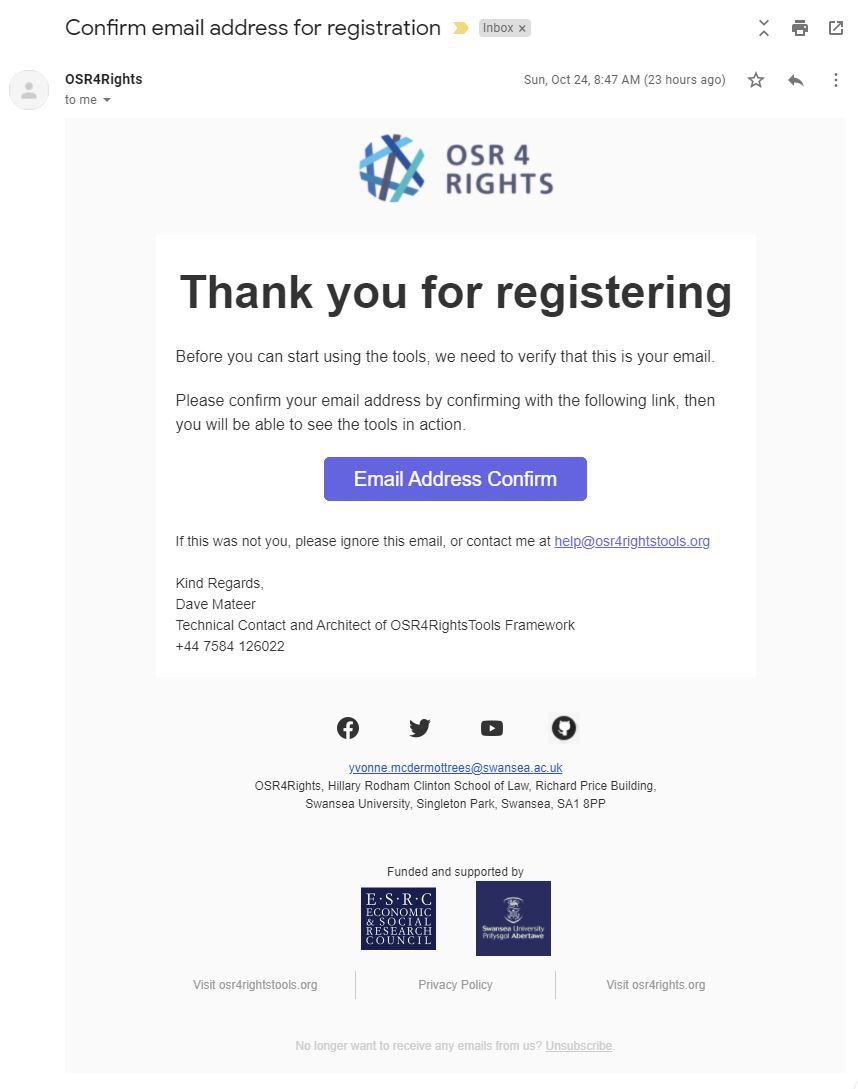 Confirm email address for registration
Inbox ×
OSR4Rights
Sun, Oct 24, 8:47 AM (23 hours ago)
to me
OSR 4
RIGHTS
Thank you for registering
Before you can start using the tools, we need to verify that this is your email.
Please confirm your email address by confirming with the following link, then
you will be able to see the tools in action.
Email Address Confirm
If this was not you, please ignore this email, or contact me at help@osr4rightstools.org
Kind Regards,
Dave Mateer
Technical Contact and Architect of OSR4RightsTools Framework
+44 7584 126022
yvonne.mcdermottrees@swansea.ac.uk
OSR4Rights, Hillary Rodham Clinton School of Law, Richard Price Building,
Swansea University, Singleton Park, Swansea, SA1 8PP
Funded and supported by
E·S·R·C
ECONOMIC
& SOCIAL
RESEARCH
COUNCIL
Swansea University
Prifysgol Abertawe
Visit osr4rightstools.org
Privacy Policy
Visit osr4rights.org
No longer want to receive any emails from us? Unsubscribe.